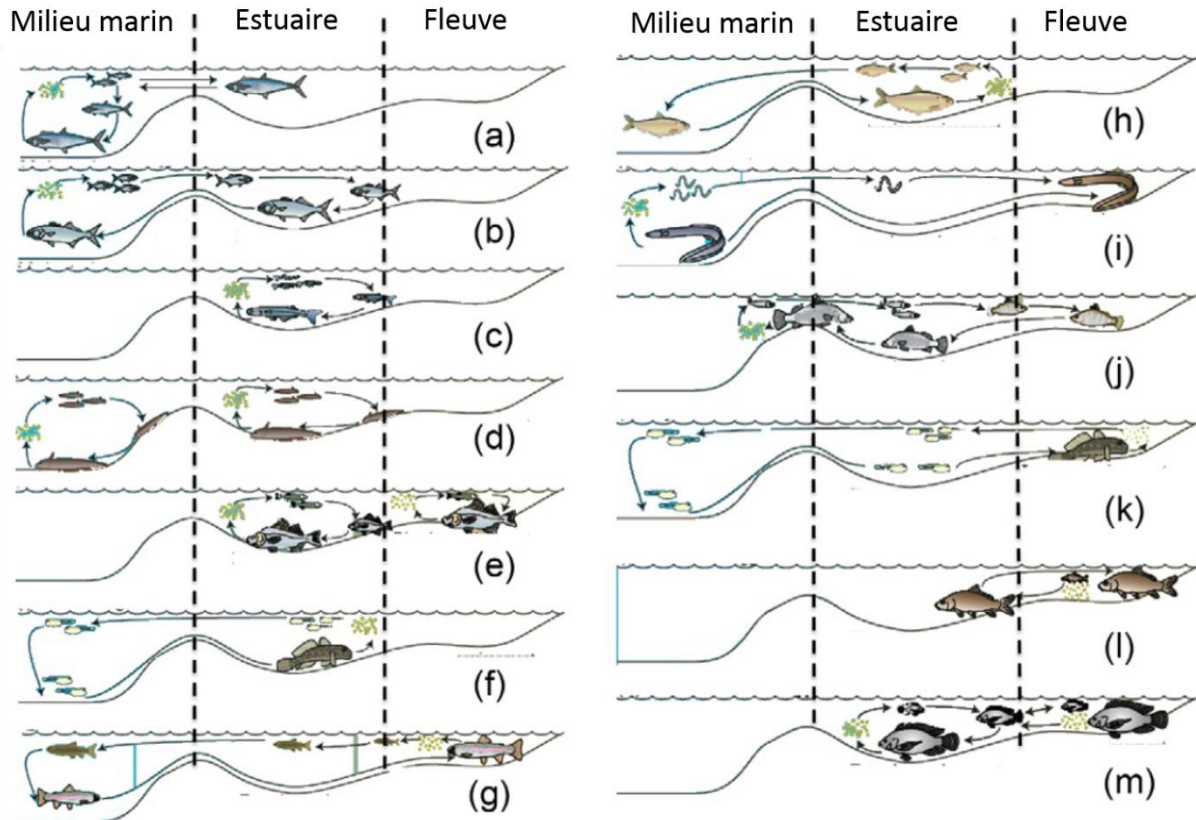 Milieu marin Estuaire Fleuve
(a)
(b)
(c)
(d)
(e)
(f)
(g)
Milieu marin Estuaire Fleuve
(h)
(i)
(j)
(k)
(l)
(m)